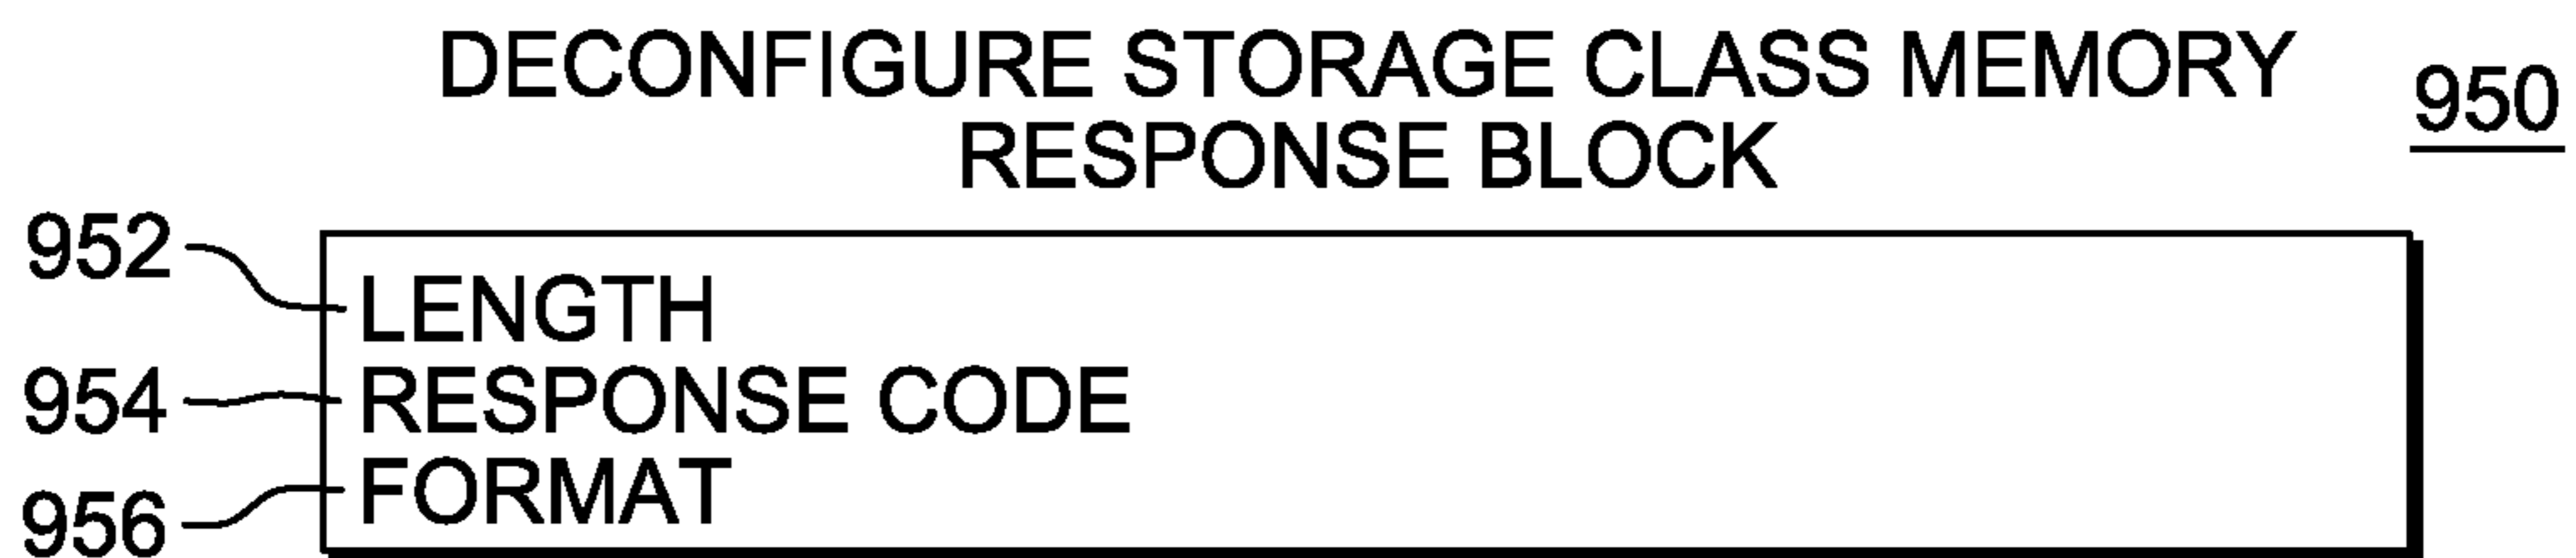 DECONFIGURE STORAGE CLASS MEMORY
RESPONSE BLOCK
950
952 LENGTH
954 RESPONSE CODE
956 FORMAT